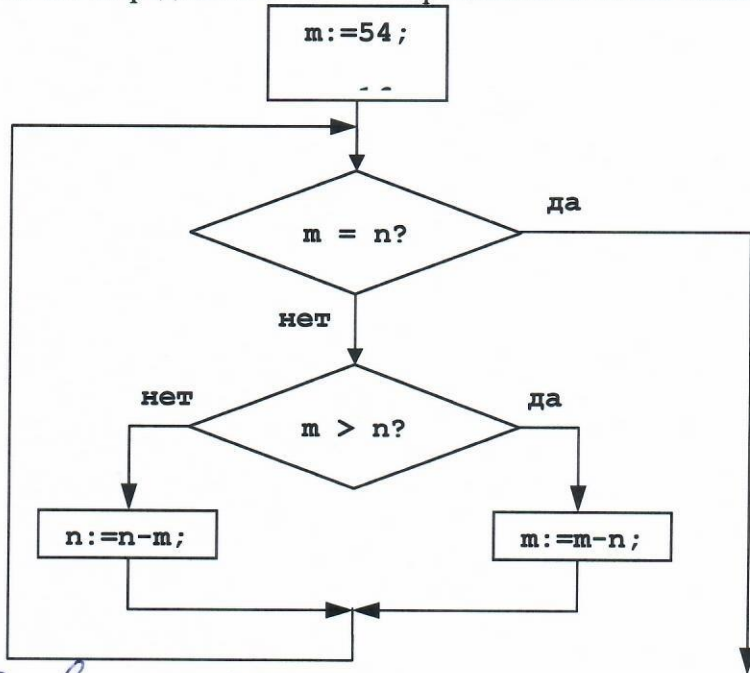 m:=54;
m = n?
да
нет
m > n?
нет
да
n:=n-m;
m:=m-n;